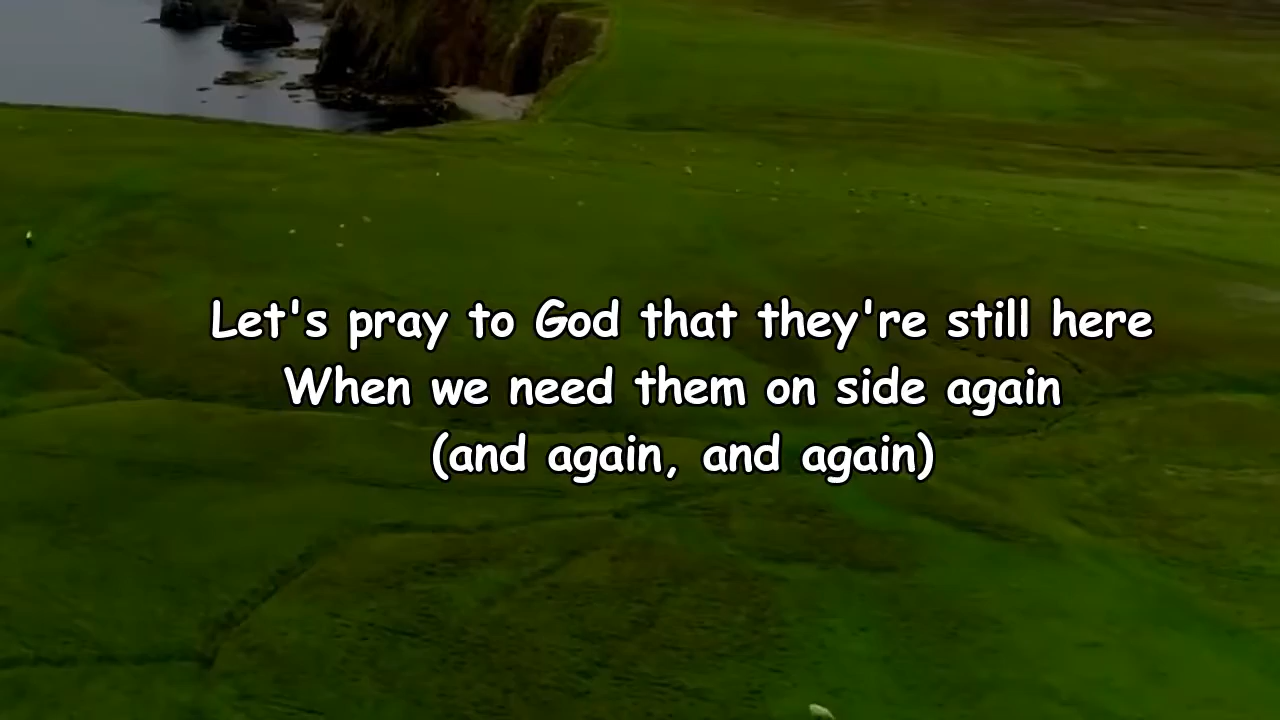 Let's pray to God that they're still here
When we need them on side again
(and again, and again)